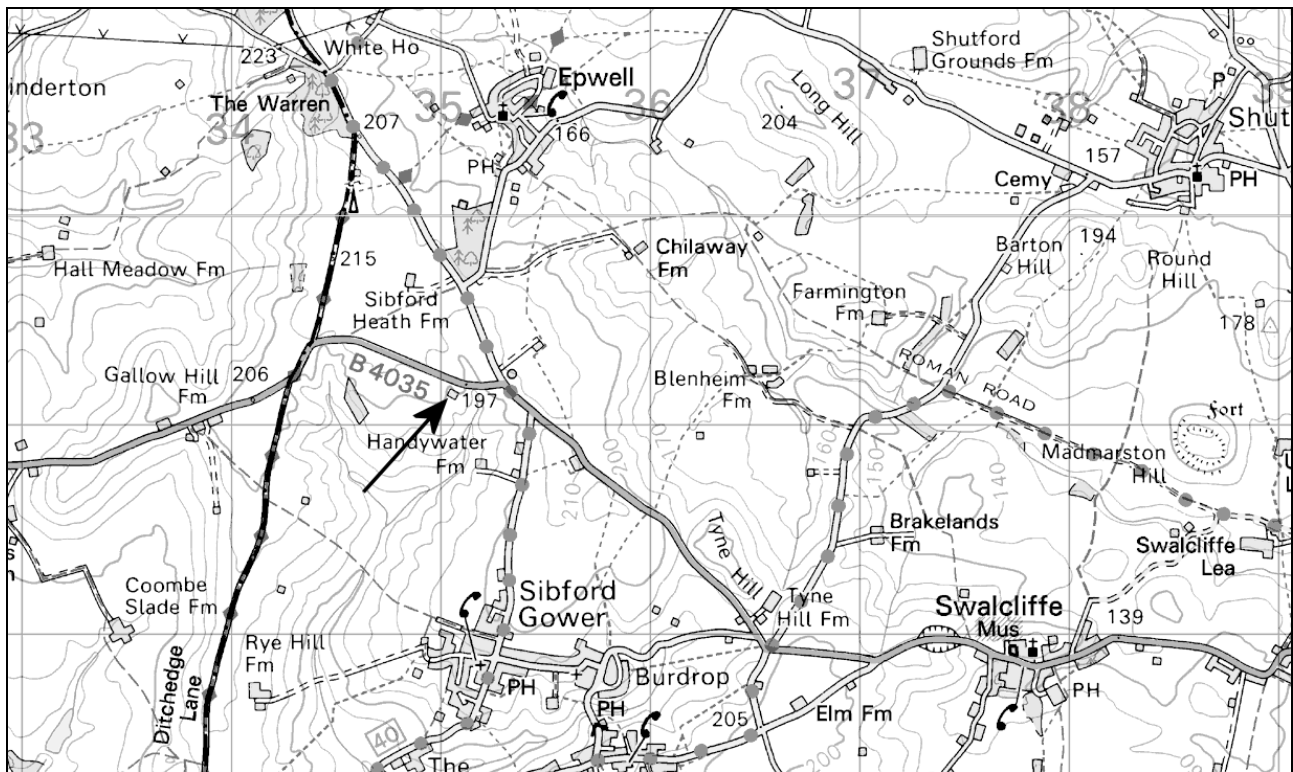 White Ho
223
Epwell
Shutford
Grounds Fm
inderton
The Warren
33
34
35
36
37
38
39
Long Hill
204
207
166
PH
P
Shut
157
Cemy
PH
Hall Meadow Fm
215
Chilaway
Fm
Barton
Hill
194
Round
Hill
Sibford
Heath Fm
Farmington
Fm
178
Gallow Hill
Fm
206
B 4035
197
Blenheim
Fm
ROMAN ROAD
Fort
Handywater
Fm
200
170
210
160
150
140
Madmarston
Hill
Tyne Hill
Brakelands
Fm
Swalcliffe
Lea
Coombe
Slade Fm
Sibford
Gower
Tyne
Hill Fm
Swalcliffe
Mus
139
Rye Hill
Fm
Ditchedge
Lane
PH
Burdrop
PH
205
Elm Fm
PH
40
The
200